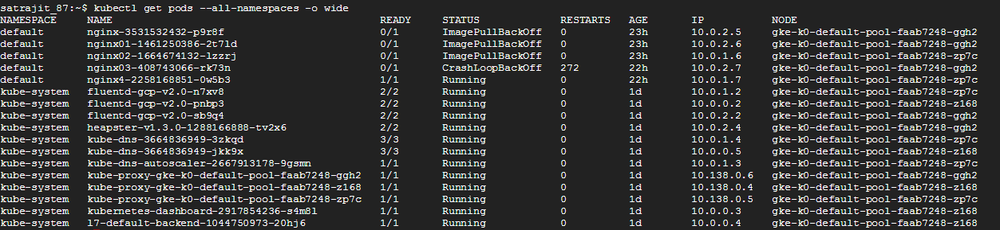 satrajit_87:~$ kubectl get pods --all-namespaces -o wide
NAMESPACE NAME READY STATUS RESTARTS AGE IP NODE
default nginx-3531532432-p9r8f 0/1 ImagePullBackOff 0 23h 10.0.2.5 gke-k0-default-pool-faab7248-ggh2
default nginx01-1461250306-2t7ld 0/1 ImagePullBackOff 0 23h 10.0.2.6 gke-k0-default-pool-faab7248-ggh2
default nginx02-1664674132-lzzrj 0/1 ImagePullBackOff 0 23h 10.0.1.6 gke-k0-default-pool-faab7248-zp7c
default nginx03-408743066-rk73n 0/1 CrashLoopBackOff 272 22h 10.0.2.7 gke-k0-default-pool-faab7248-ggh2
default nginx4-2258168851-0w5b3 1/1 Running 0 22h 10.0.1.7 gke-k0-default-pool-faab7248-zp7c
kube-system fluentd-gcp-v2.0-n7xv8 2/2 Running 0 1d 10.0.1.2 gke-k0-default-pool-faab7248-zp7c
kube-system fluentd-gcp-v2.0-pnbp3 2/2 Running 0 1d 10.0.0.2 gke-k0-default-pool-faab7248-z168
kube-system fluentd-gcp-v2.0-sb9q4 2/2 Running 0 1d 10.0.2.2 gke-k0-default-pool-faab7248-ggh2
kube-system heapster-v1.3.0-1288166888-tv2x6 2/2 Running 0 1d 10.0.2.4 gke-k0-default-pool-faab7248-ggh2
kube-system kube-dns-3664836949-3zkqd 3/3 Running 0 1d 10.0.1.4 gke-k0-default-pool-faab7248-zp7c
kube-system kube-dns-3664836949-jkk9x 3/3 Running 0 1d 10.0.0.5 gke-k0-default-pool-faab7248-z168
kube-system kube-dns-autoscaler-2667913178-9gsmn 1/1 Running 0 1d 10.0.1.3 gke-k0-default-pool-faab7248-zp7c
kube-system kube-proxy-gke-k0-default-pool-faab7248-ggh2 1/1 Running 0 1d 10.138.0.6 gke-k0-default-pool-faab7248-ggh2
kube-system kube-proxy-gke-k0-default-pool-faab7248-z168 1/1 Running 0 1d 10.138.0.4 gke-k0-default-pool-faab7248-z168
kube-system kube-proxy-gke-k0-default-pool-faab7248-zp7c 1/1 Running 0 1d 10.138.0.5 gke-k0-default-pool-faab7248-zp7c
kube-system kubernetes-dashboard-2917854236-s4m8l 1/1 Running 0 1d 10.0.0.3 gke-k0-default-pool-faab7248-z168
kube-system l7-default-backend-1044750973-20hj6 1/1 Running 0 1d 10.0.0.4 gke-k0-default-pool-faab7248-z168